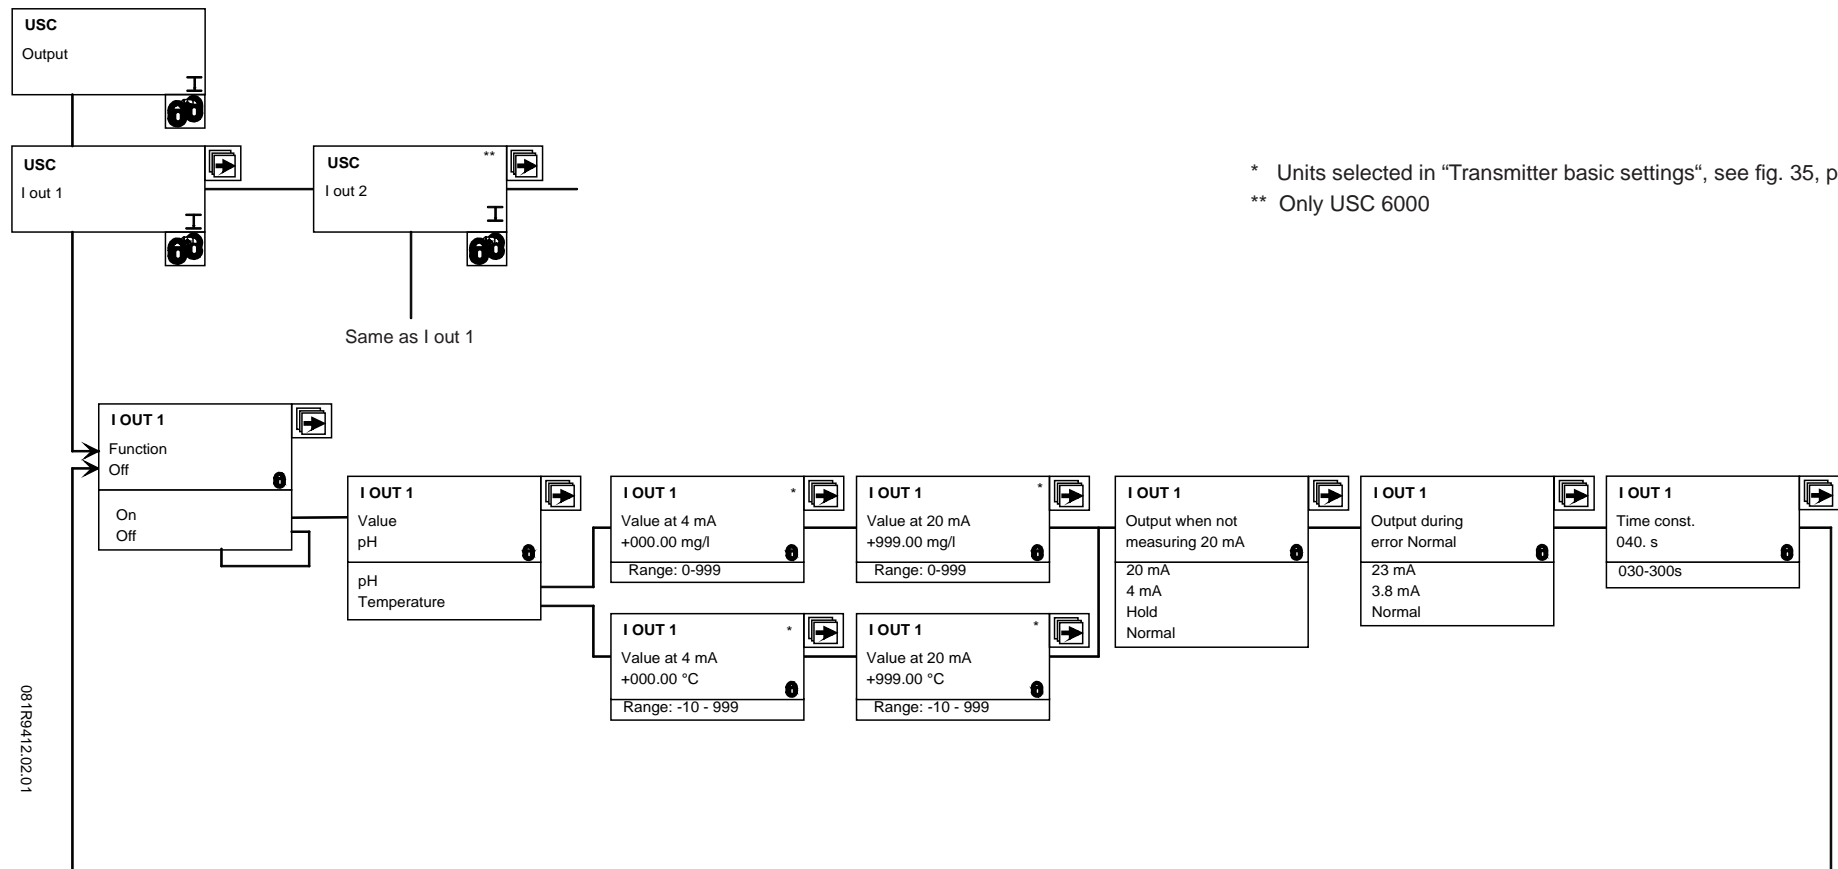 USC
Output
USC
I out 1
USC
**
I out 2
Same as I out 1
* Units selected in “Transmitter basic settings“, see fig. 35, p
** Only USC 6000
I OUT 1
Function
Off
On
Off
I OUT 1
Value
pH
pH
Temperature
I OUT 1
*
Value at 4 mA
+000.00 mg/l
Range: 0-999
I OUT 1
*
Value at 20 mA
+999.00 mg/l
Range: 0-999
I OUT 1
*
Value at 4 mA
+000.00 °C
Range: -10 - 999
I OUT 1
*
Value at 20 mA
+999.00 °C
Range: -10 - 999
I OUT 1
Output when not
measuring 20 mA
20 mA
4 mA
Hold
Normal
I OUT 1
Output during
error Normal
23 mA
3.8 mA
Normal
I OUT 1
Time const.
040. s
030-300s
081R9412.02.01